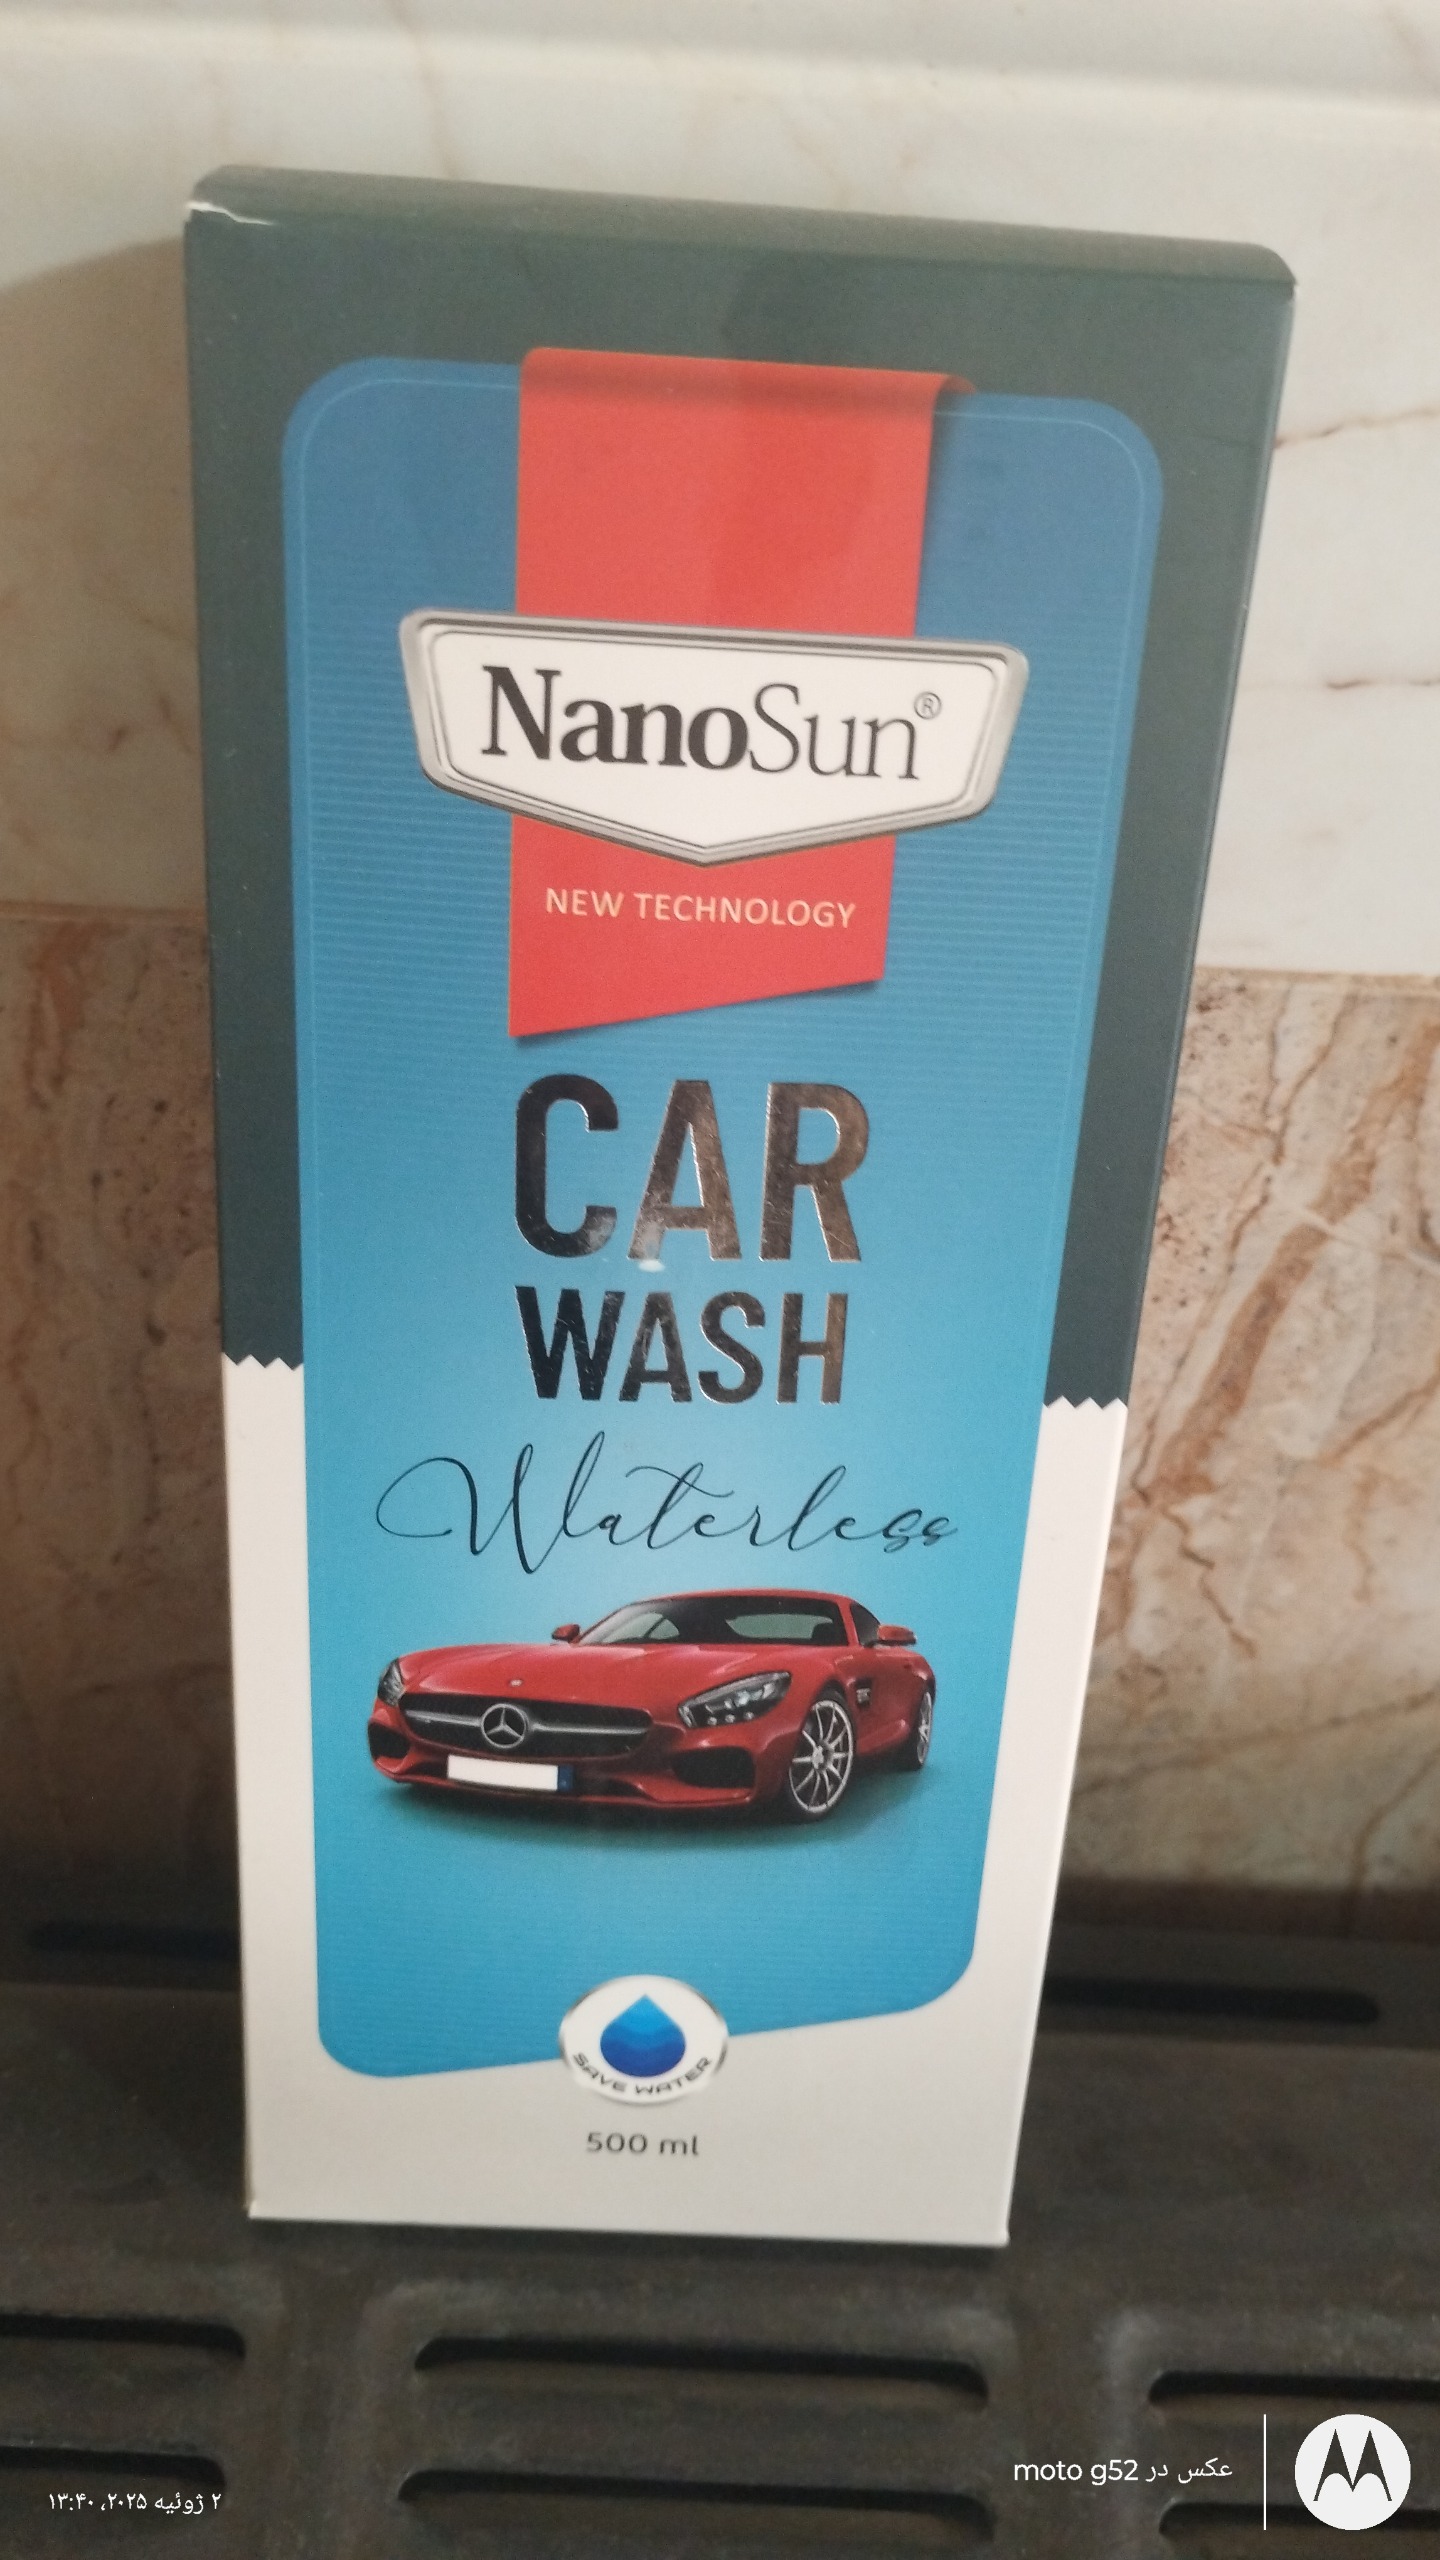 NanoSun®
NEW TECHNOLOGY
CAR
WASH
Waterless
SAVE WATER
500 ml
عکس در moto g52
۲ ژوئیه ۲۰۲۵، ۱۳:۴۰